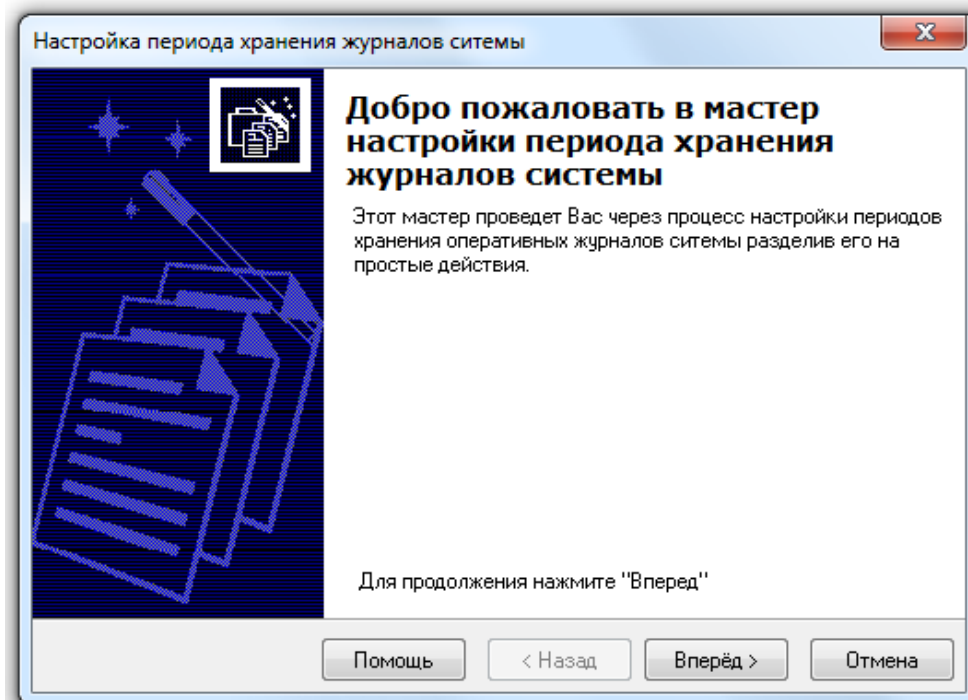 Настройка периода хранения журналов ситемы
Добро пожаловать в мастер
настройки периода хранения
журналов системы
Этот мастер проведет Вас через процесс настройки периодов
хранения оперативных журналов ситемы разделив его на
простые действия.
Для продолжения нажмите "Вперед"
Помощь
< Назад
Вперёд >
Отмена